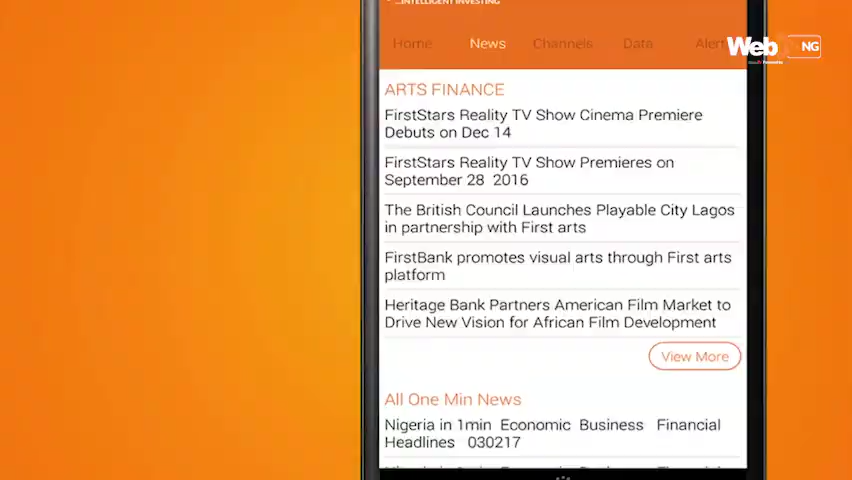 ...INTELLIGENT INVESTING
Home News Channels Data Alert
Web NG
ARTS FINANCE
FirstStars Reality TV Show Cinema Premiere
Debuts on Dec 14
FirstStars Reality TV Show Premieres on
September 28 2016
The British Council Launches Playable City Lagos
in partnership with First arts
FirstBank promotes visual arts through First arts
platform
Heritage Bank Partners American Film Market to
Drive New Vision for African Film Development
View More
All One Min News
Nigeria in 1min Economic Business Financial
Headlines 030217